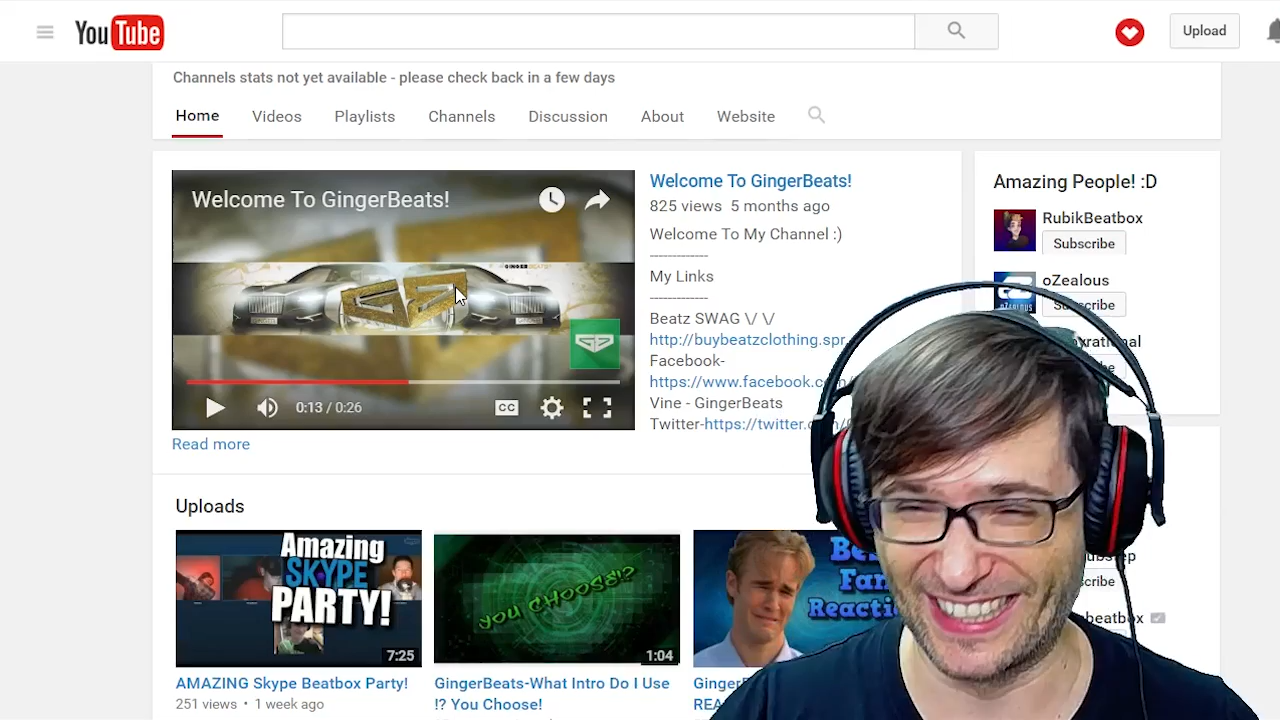 YouTube
Upload
Channels stats not yet available - please check back in a few days
Home Videos Playlists Channels Discussion About Website
Welcome To GingerBeats!
0:13 / 0:26
CC
Read more
Welcome To GingerBeats!
825 views 5 months ago
Welcome To My Channel :)
-------------
My Links
-------------
Beatz SWAG \/ \/
http://buybeatzclothing.spr
Facebook-
https://www.facebook.com/
Vine - GingerBeats
Twitter-https://twitter.com/
Amazing People! :D
RubikBeatbox
Subscribe
oZealous
Subscribe
Uploads
Amazing
SKYPE
PARTY!
7:25
AMAZING Skype Beatbox Party!
251 views • 1 week ago
YOU CHOOSE!?
1:04
GingerBeats-What Intro Do I Use
!? You Choose!